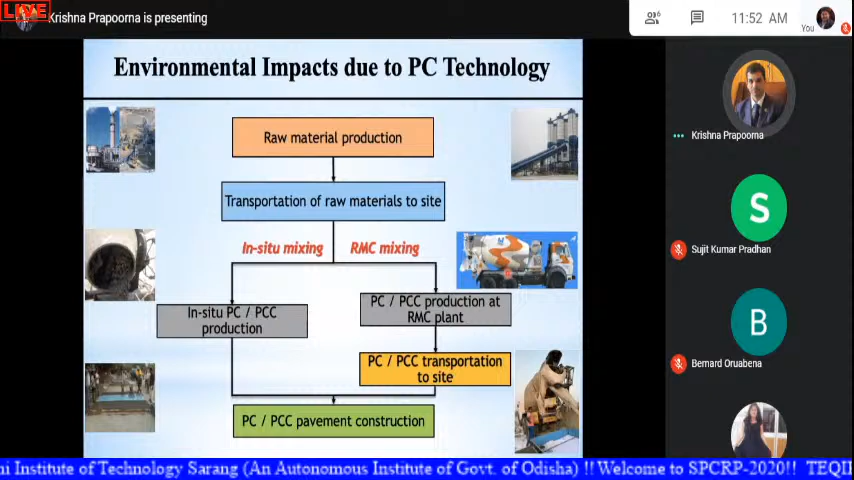 LIVE
Krishna Prapoorna is presenting
6
11:52 AM
You
Environmental Impacts due to PC Technology
Raw material production
Transportation of raw materials to site
In-situ mixing
RMC mixing
In-situ PC / PCC
production
PC / PCC production at
RMC plant
PC / PCC transportation
to site
PC / PCC pavement construction
Krishna Prapoorna
S
Sujit Kumar Pradhan
B
Bernard Oruabena
Institute of Technology Sarang (An Autonomous Institute of Govt. of Odisha) !! Welcome to SPCRP-2020!!